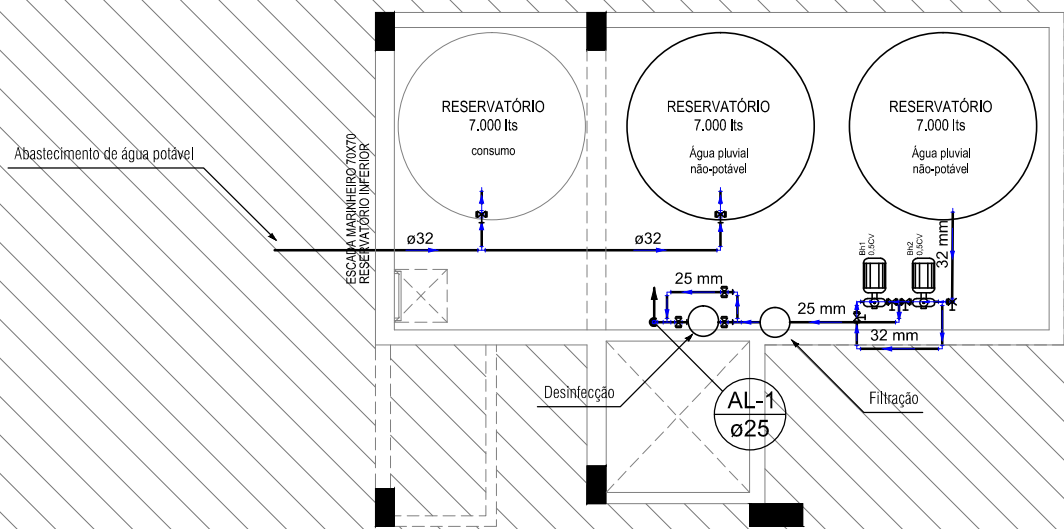 RESERVATÓRIO
7.000 lts
consumo
RESERVATÓRIO
7.000 lts
Água pluvial
não-potável
RESERVATÓRIO
7.000 lts
Água pluvial
não-potável
Abastecimento de água potável
ESCADA MARINHEIRO 70X70
RESERVATÓRIO INFERIOR
ø32
ø32
Bh1
0.5CV
Bh2
0.5CV
32 mm
25 mm
25 mm
32 mm
Desinfecção
AL-1
ø25
Filtração